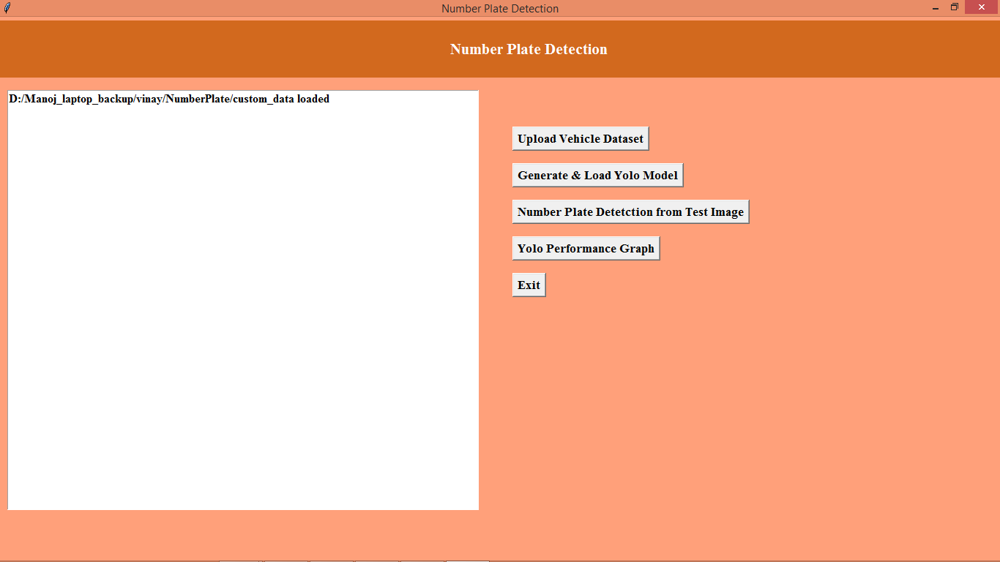 Number Plate Detection
Number Plate Detection
D:/Manoj_laptop_backup/vinay/NumberPlate/custom_data loaded
Upload Vehicle Dataset
Generate & Load Yolo Model
Number Plate Detetction from Test Image
Yolo Performance Graph
Exit